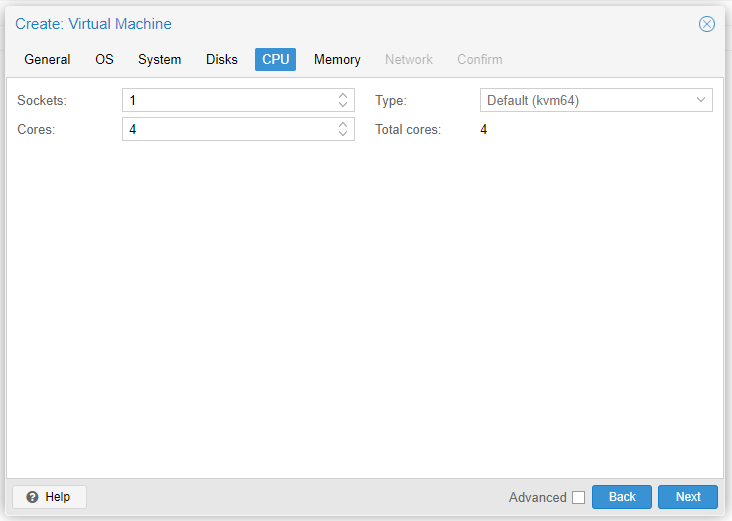 Create: Virtual Machine
General OS System Disks CPU Memory Network Confirm
Sockets: 1 Type: Default (kvm64)
Cores: 4 Total cores: 4
Help Advanced Back Next